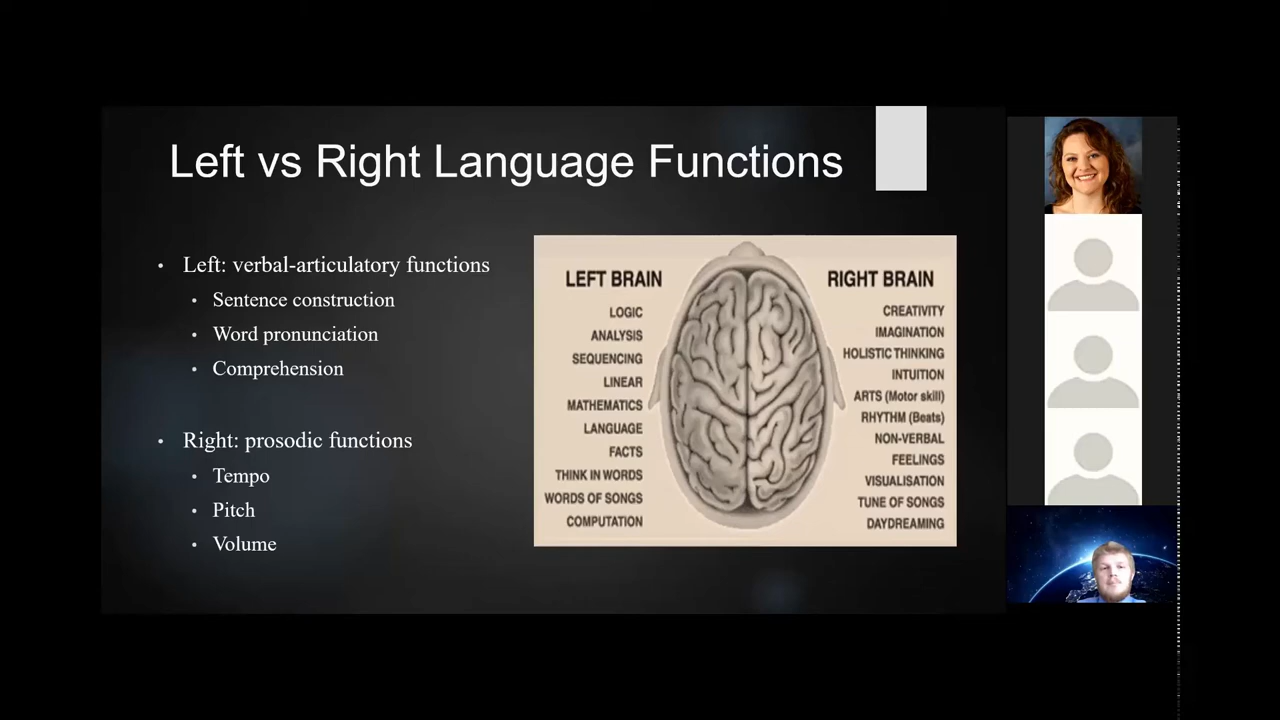 Left vs Right Language Functions
• Left: verbal-articulatory functions
• Sentence construction
• Word pronunciation
• Comprehension
• Right: prosodic functions
• Tempo
• Pitch
• Volume
LEFT BRAIN
LOGIC
ANALYSIS
SEQUENCING
LINEAR
MATHEMATICS
LANGUAGE
FACTS
THINK IN WORDS
WORDS OF SONGS
COMPUTATION
RIGHT BRAIN
CREATIVITY
IMAGINATION
HOLISTIC THINKING
INTUITION
ARTS (Motor skill)
RHYTHM (Beats)
NON-VERBAL
FEELINGS
VISUALISATION
TUNE OF SONGS
DAYDREAMING